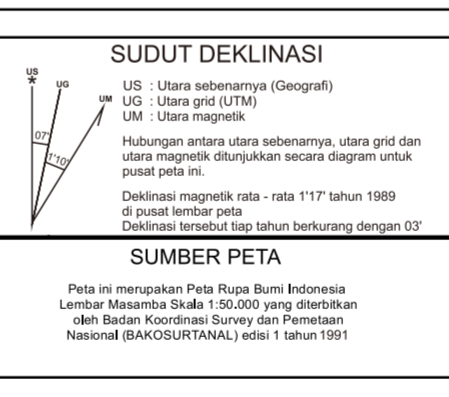 SUDUT DEKLINASI
US
*
UG
UM
07'
1'10'
US : Utara sebenarnya (Geografi)
UG : Utara grid (UTM)
UM : Utara magnetik
Hubungan antara utara sebenarnya, utara grid dan
utara magnetik ditunjukkan secara diagram untuk
pusat peta ini.
Deklinasi magnetik rata - rata 1'17' tahun 1989
di pusat lembar peta
Deklinasi tersebut tiap tahun berkurang dengan 03'
SUMBER PETA
Peta ini merupakan Peta Rupa Bumi Indonesia
Lembar Masamba Skala 1:50.000 yang diterbitkan
oleh Badan Koordinasi Survey dan Pemetaan
Nasional (BAKOSURTANAL) edisi 1 tahun 1991